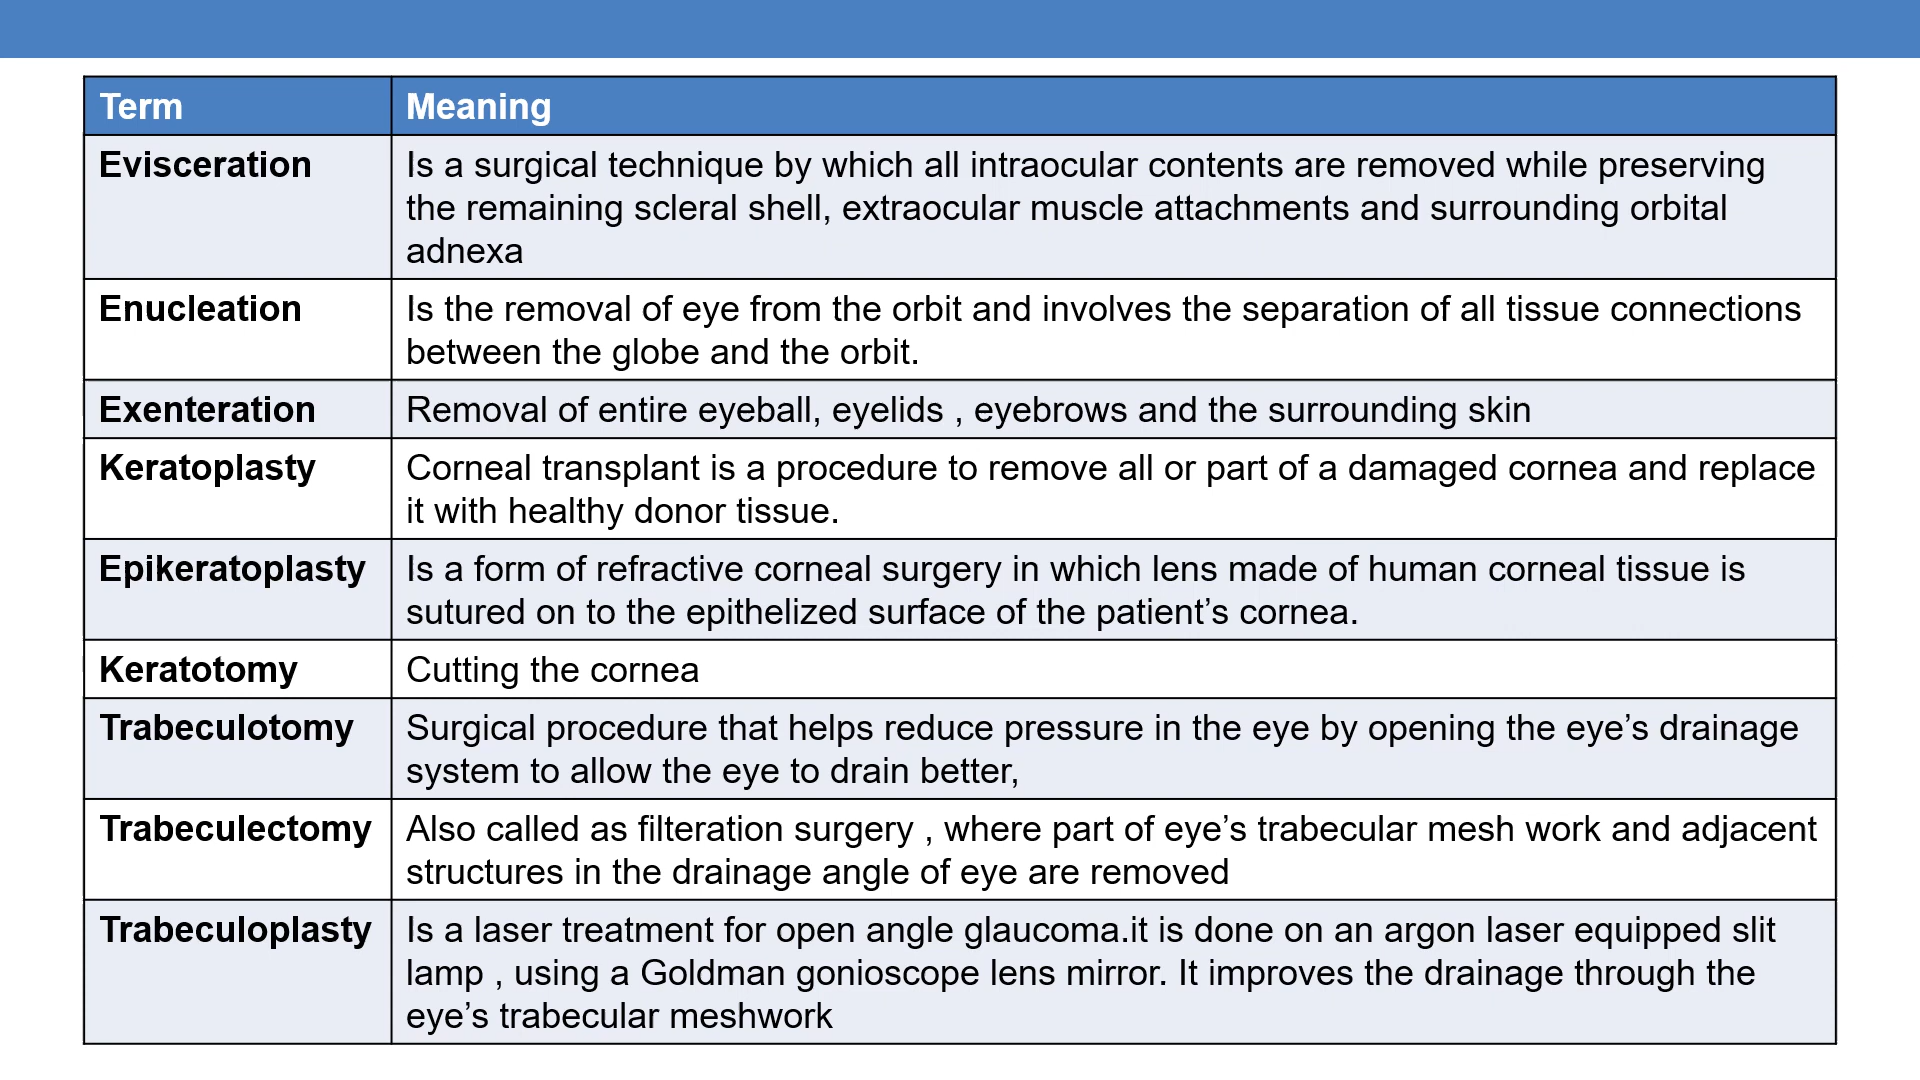 Term Meaning
Evisceration Is a surgical technique by which all intraocular contents are removed while preserving
the remaining scleral shell, extraocular muscle attachments and surrounding orbital
adnexa
Enucleation Is the removal of eye from the orbit and involves the separation of all tissue connections
between the globe and the orbit.
Exenteration Removal of entire eyeball, eyelids , eyebrows and the surrounding skin
Keratoplasty Corneal transplant is a procedure to remove all or part of a damaged cornea and replace
it with healthy donor tissue.
Epikeratoplasty Is a form of refractive corneal surgery in which lens made of human corneal tissue is
sutured on to the epithelized surface of the patient’s cornea.
Keratotomy Cutting the cornea
Trabeculotomy Surgical procedure that helps reduce pressure in the eye by opening the eye’s drainage
system to allow the eye to drain better,
Trabeculectomy Also called as filteration surgery , where part of eye’s trabecular mesh work and adjacent
structures in the drainage angle of eye are removed
Trabeculoplasty Is a laser treatment for open angle glaucoma.it is done on an argon laser equipped slit
lamp , using a Goldman gonioscope lens mirror. It improves the drainage through the
eye’s trabecular meshwork